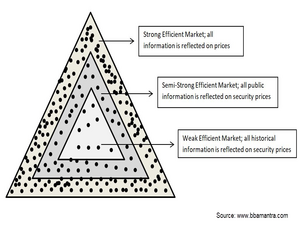 Strong Efficient Market; all
information is reflected on prices
Semi-Strong Efficient Market; all public
information is reflected on security prices
Weak Efficient Market; all historical
information is reflected on security prices
Source: www.bbamantra.com